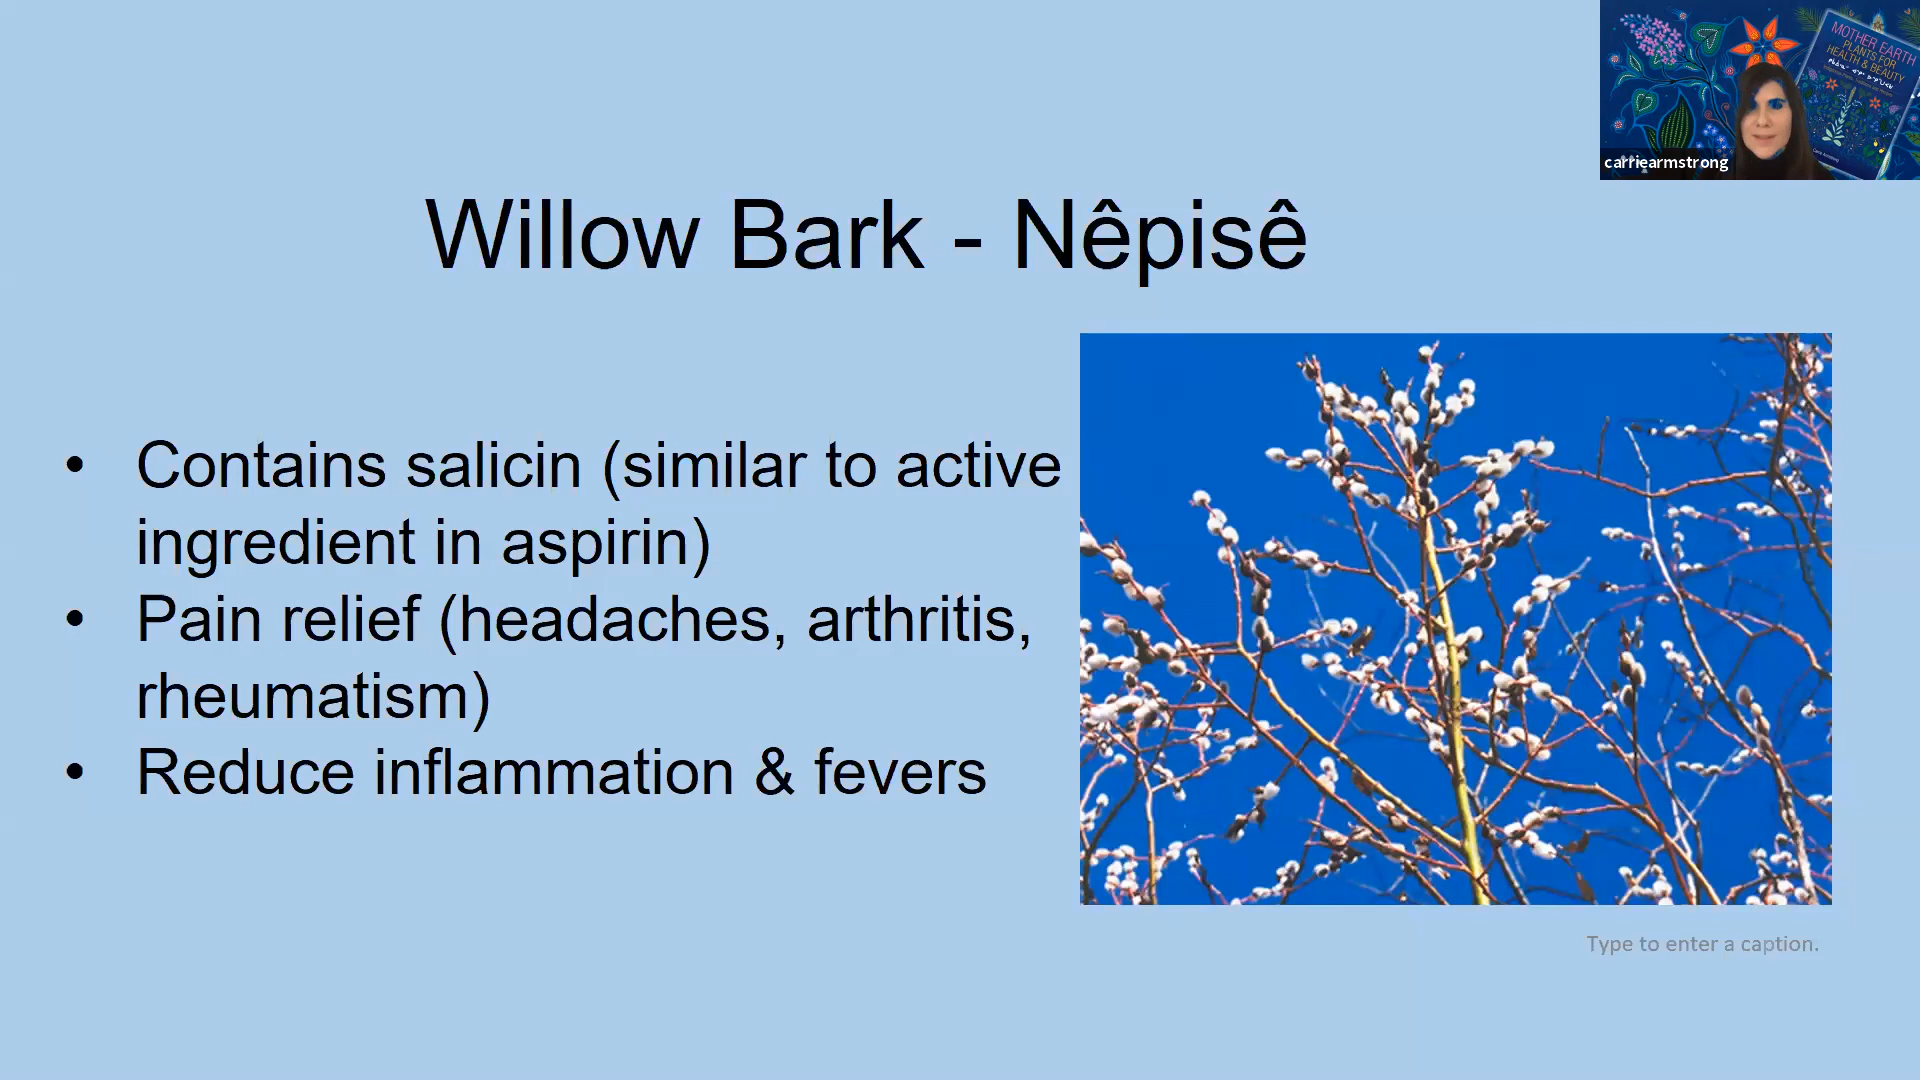 MOTHER EARTH
PLANTS FOR
HEALTH & BEAUTY
carriearmstrong
Willow Bark - Nêpisê
• Contains salicin (similar to active
ingredient in aspirin)
• Pain relief (headaches, arthritis,
rheumatism)
• Reduce inflammation & fevers
Type to enter a caption.